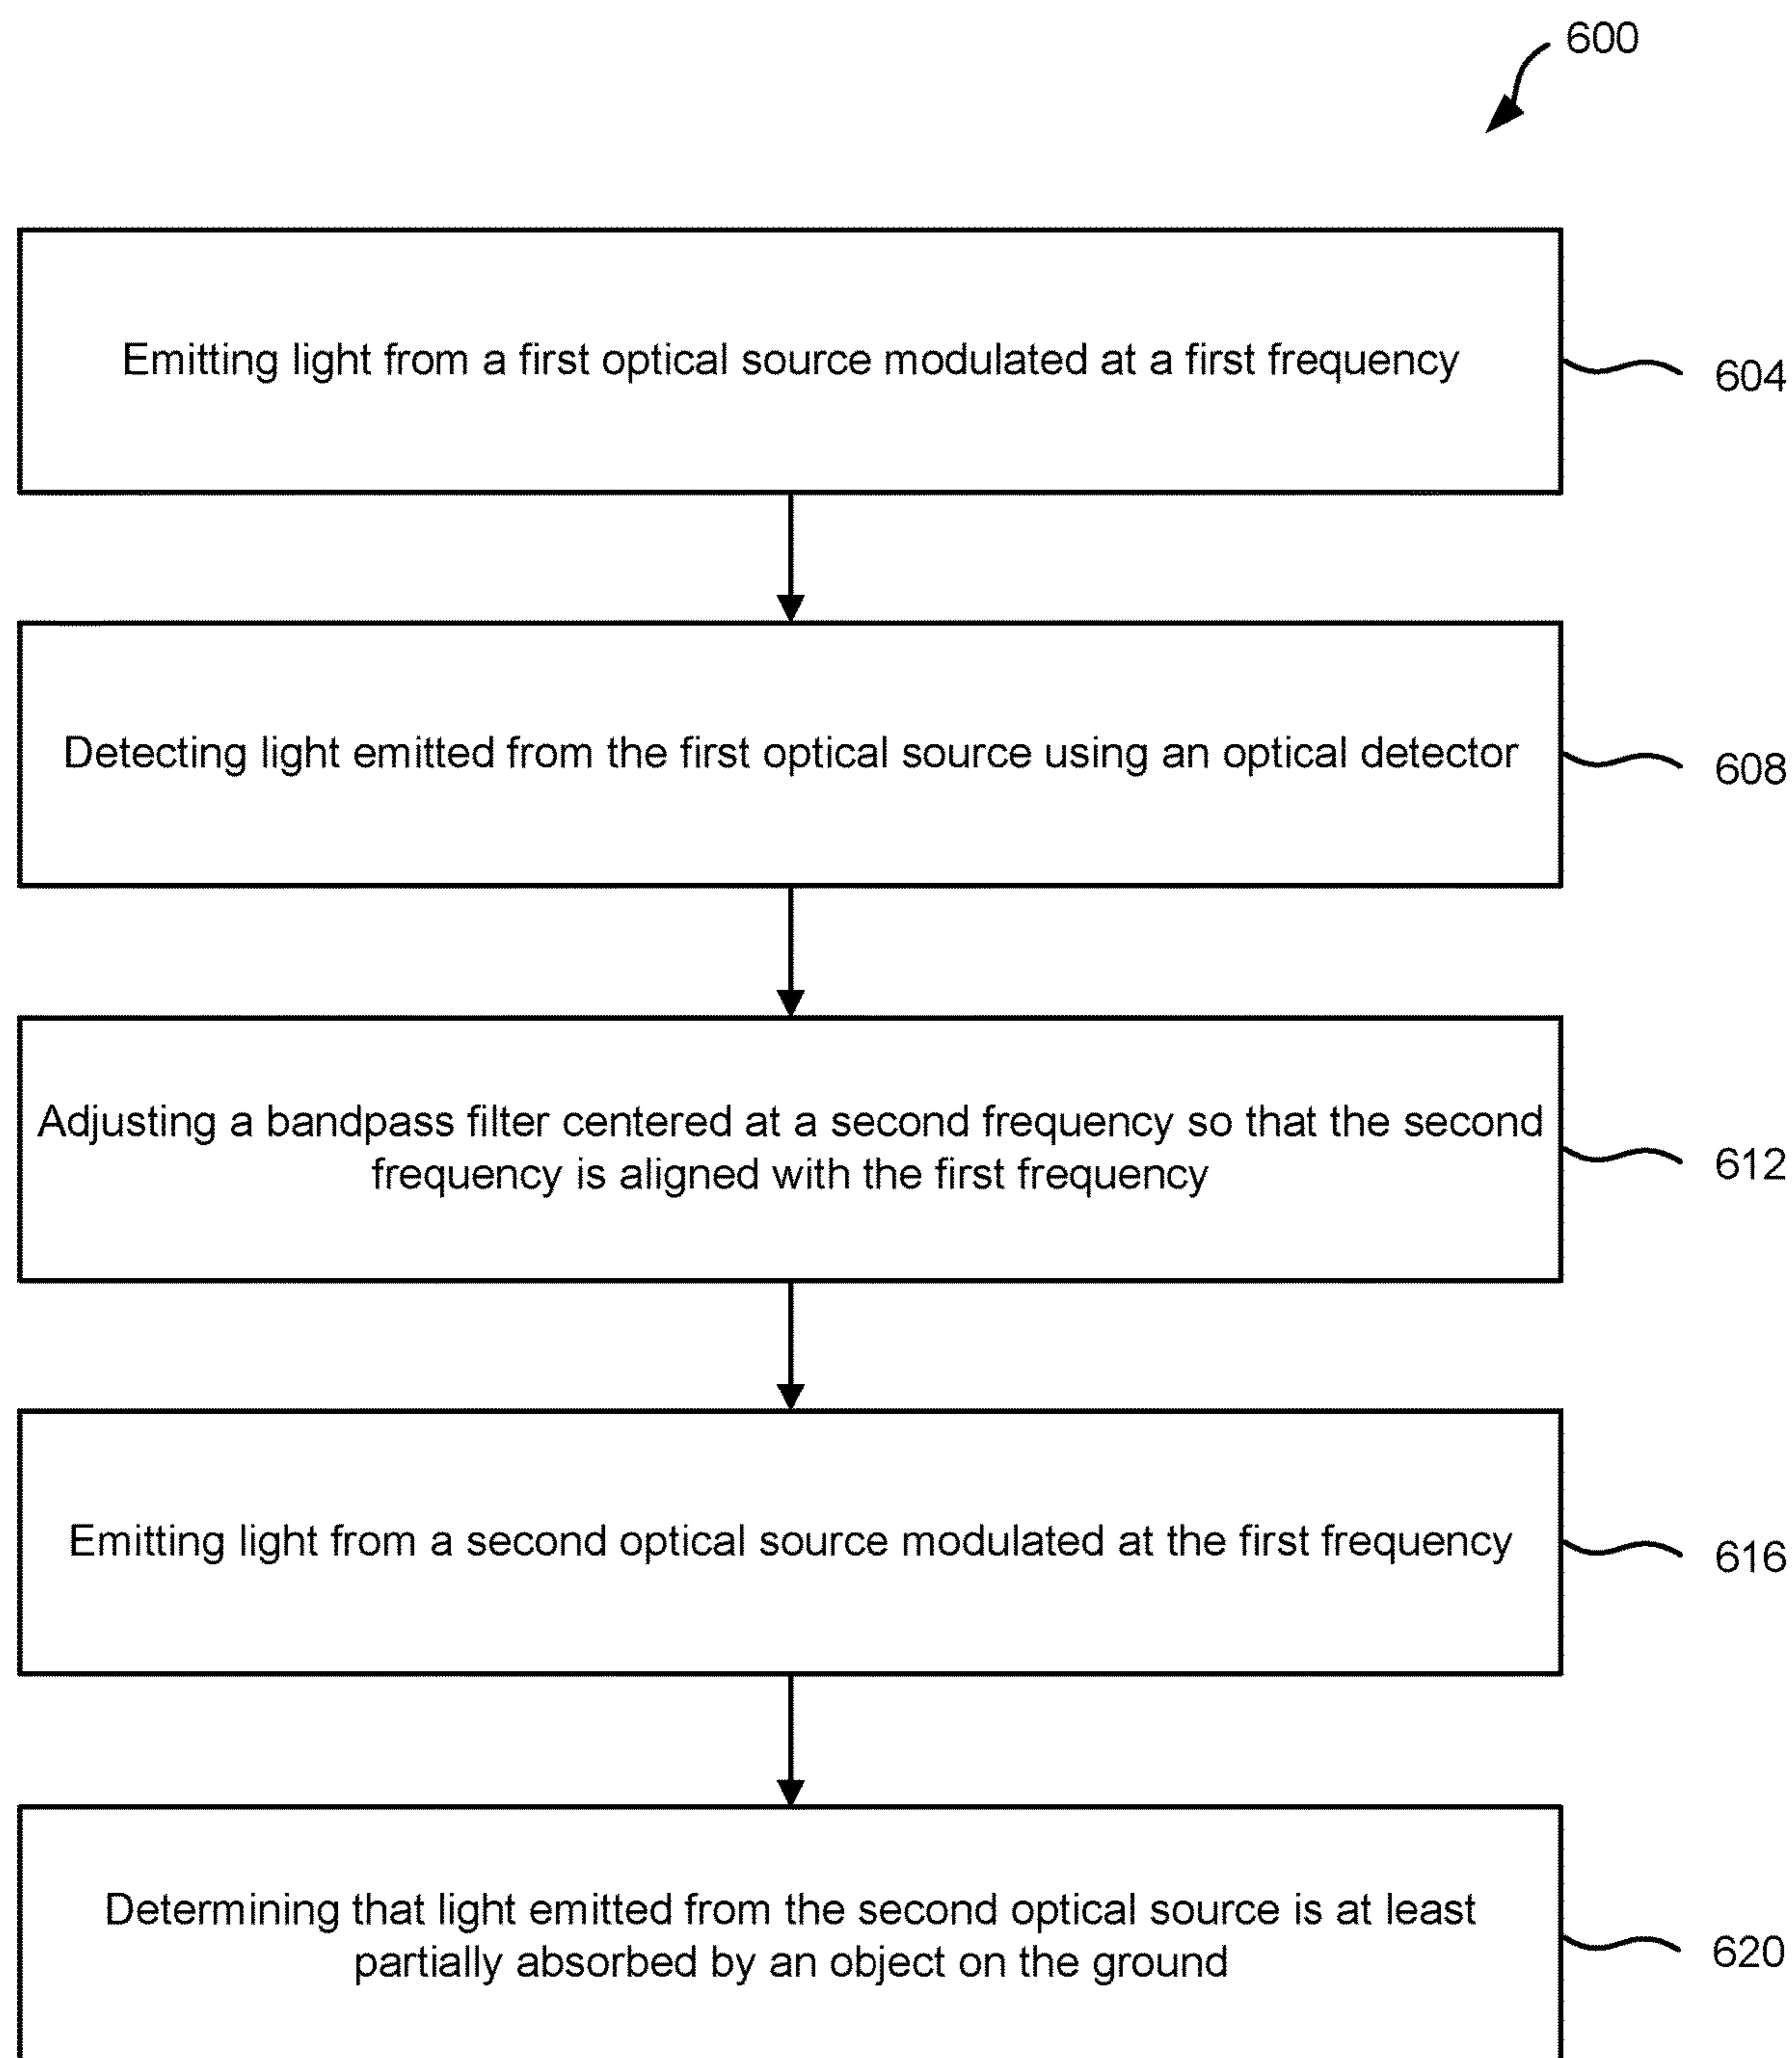 600
Emitting light from a first optical source modulated at a first frequency
604
Detecting light emitted from the first optical source using an optical detector
608
Adjusting a bandpass filter centered at a second frequency so that the second
frequency is aligned with the first frequency
612
Emitting light from a second optical source modulated at the first frequency
616
Determining that light emitted from the second optical source is at least
partially absorbed by an object on the ground
620